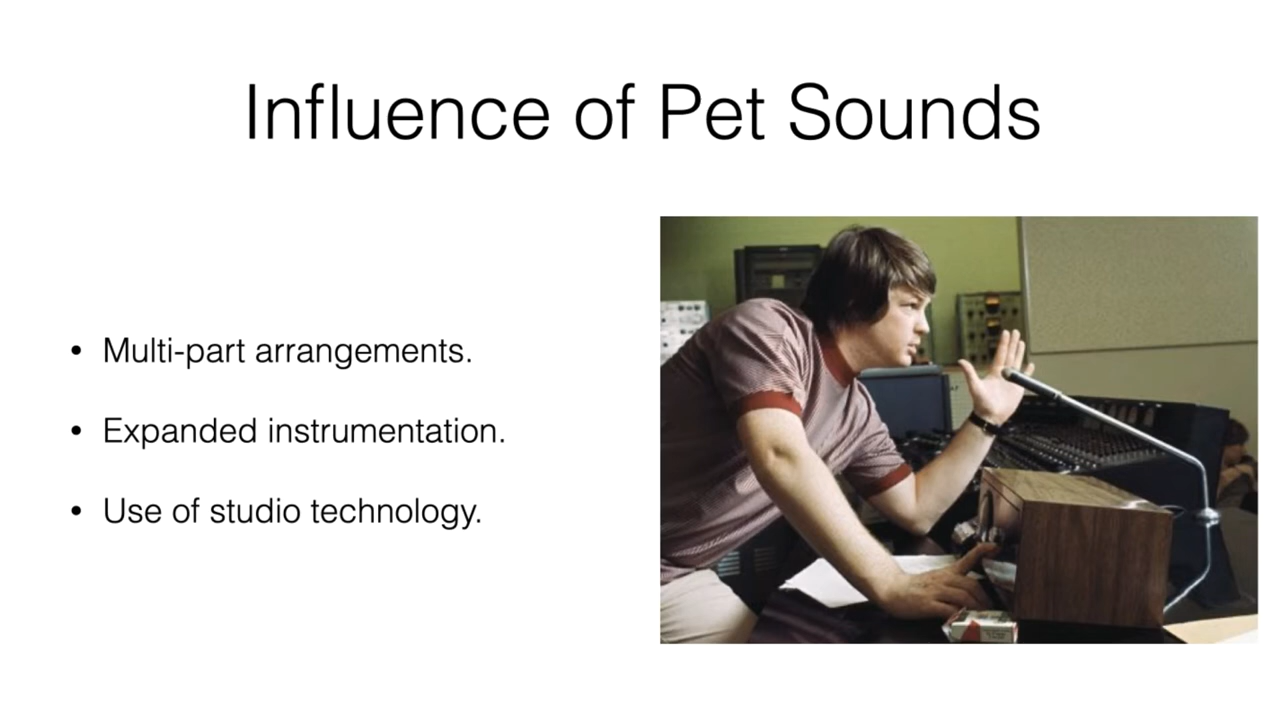 Influence of Pet Sounds
• Multi-part arrangements.
• Expanded instrumentation.
• Use of studio technology.